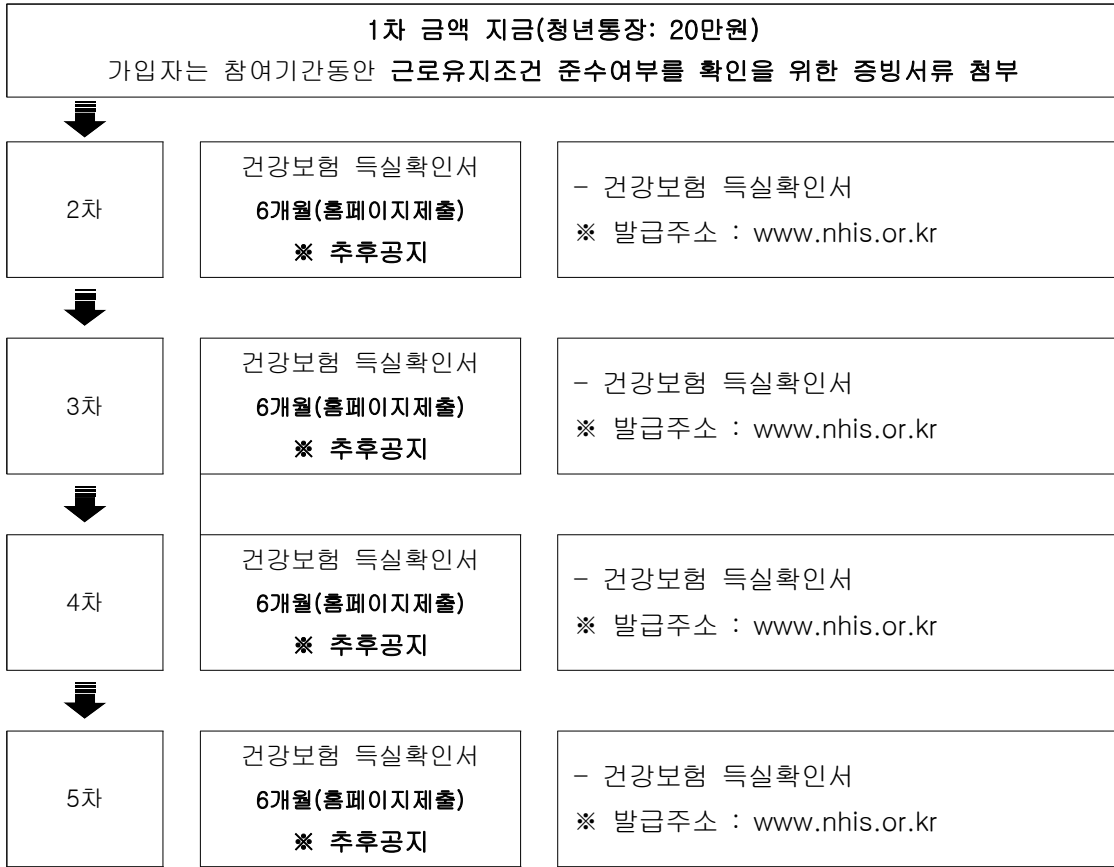 1차 금액 지금(청년통장: 20만원)
가입자는 참여기간동안 근로유지조건 준수여부를 확인을 위한 증빙서류 첨부
2차
건강보험 득실확인서
6개월(홈페이지제출)
※ 추후공지
- 건강보험 득실확인서
※ 발급주소 : www.nhis.or.kr
3차
건강보험 득실확인서
6개월(홈페이지제출)
※ 추후공지
- 건강보험 득실확인서
※ 발급주소 : www.nhis.or.kr
4차
건강보험 득실확인서
6개월(홈페이지제출)
※ 추후공지
- 건강보험 득실확인서
※ 발급주소 : www.nhis.or.kr
5차
건강보험 득실확인서
6개월(홈페이지제출)
※ 추후공지
- 건강보험 득실확인서
※ 발급주소 : www.nhis.or.kr